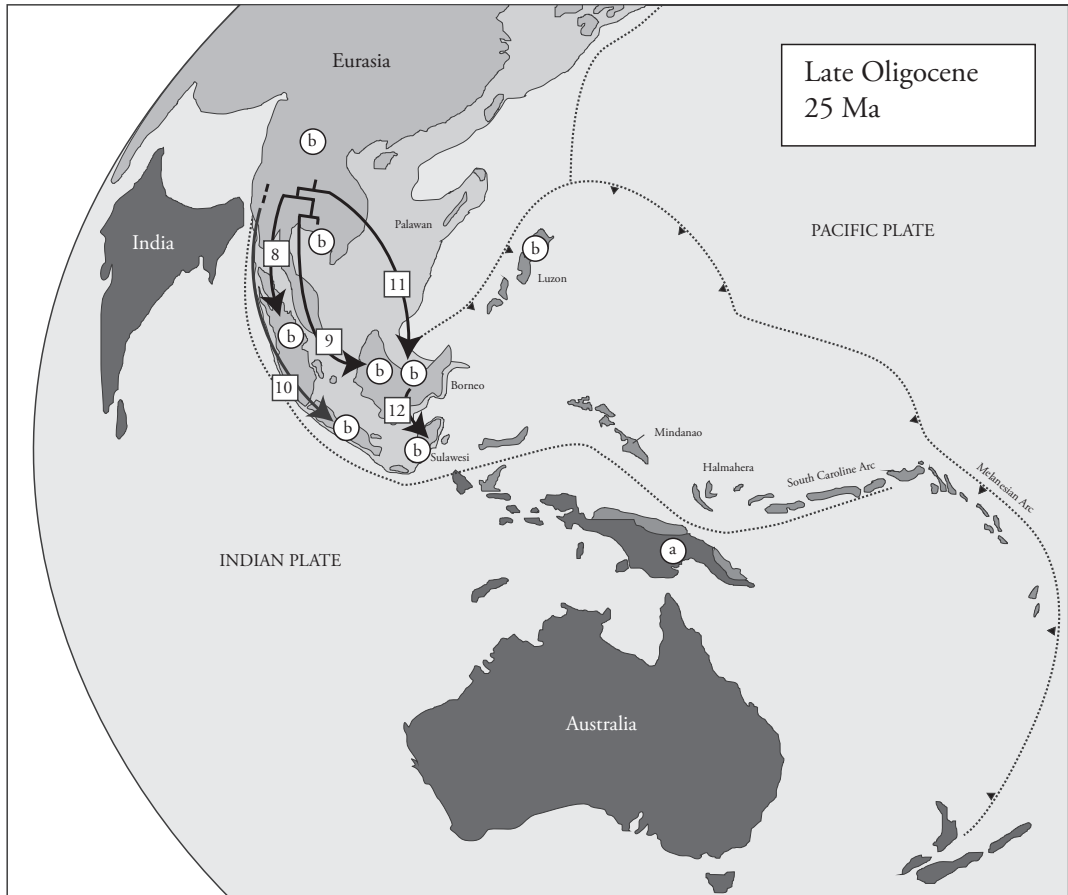 Eurasia
Late Oligocene
25 Ma
b
India
Palawan
b
8
b
Luzon
PACIFIC PLATE
11
b
9
b
b
Borneo
10
12
b
b
Sulawesi
Mindanao
Halmahera
South Caroline Arc
Melanesian Arc
a
INDIAN PLATE
Australia